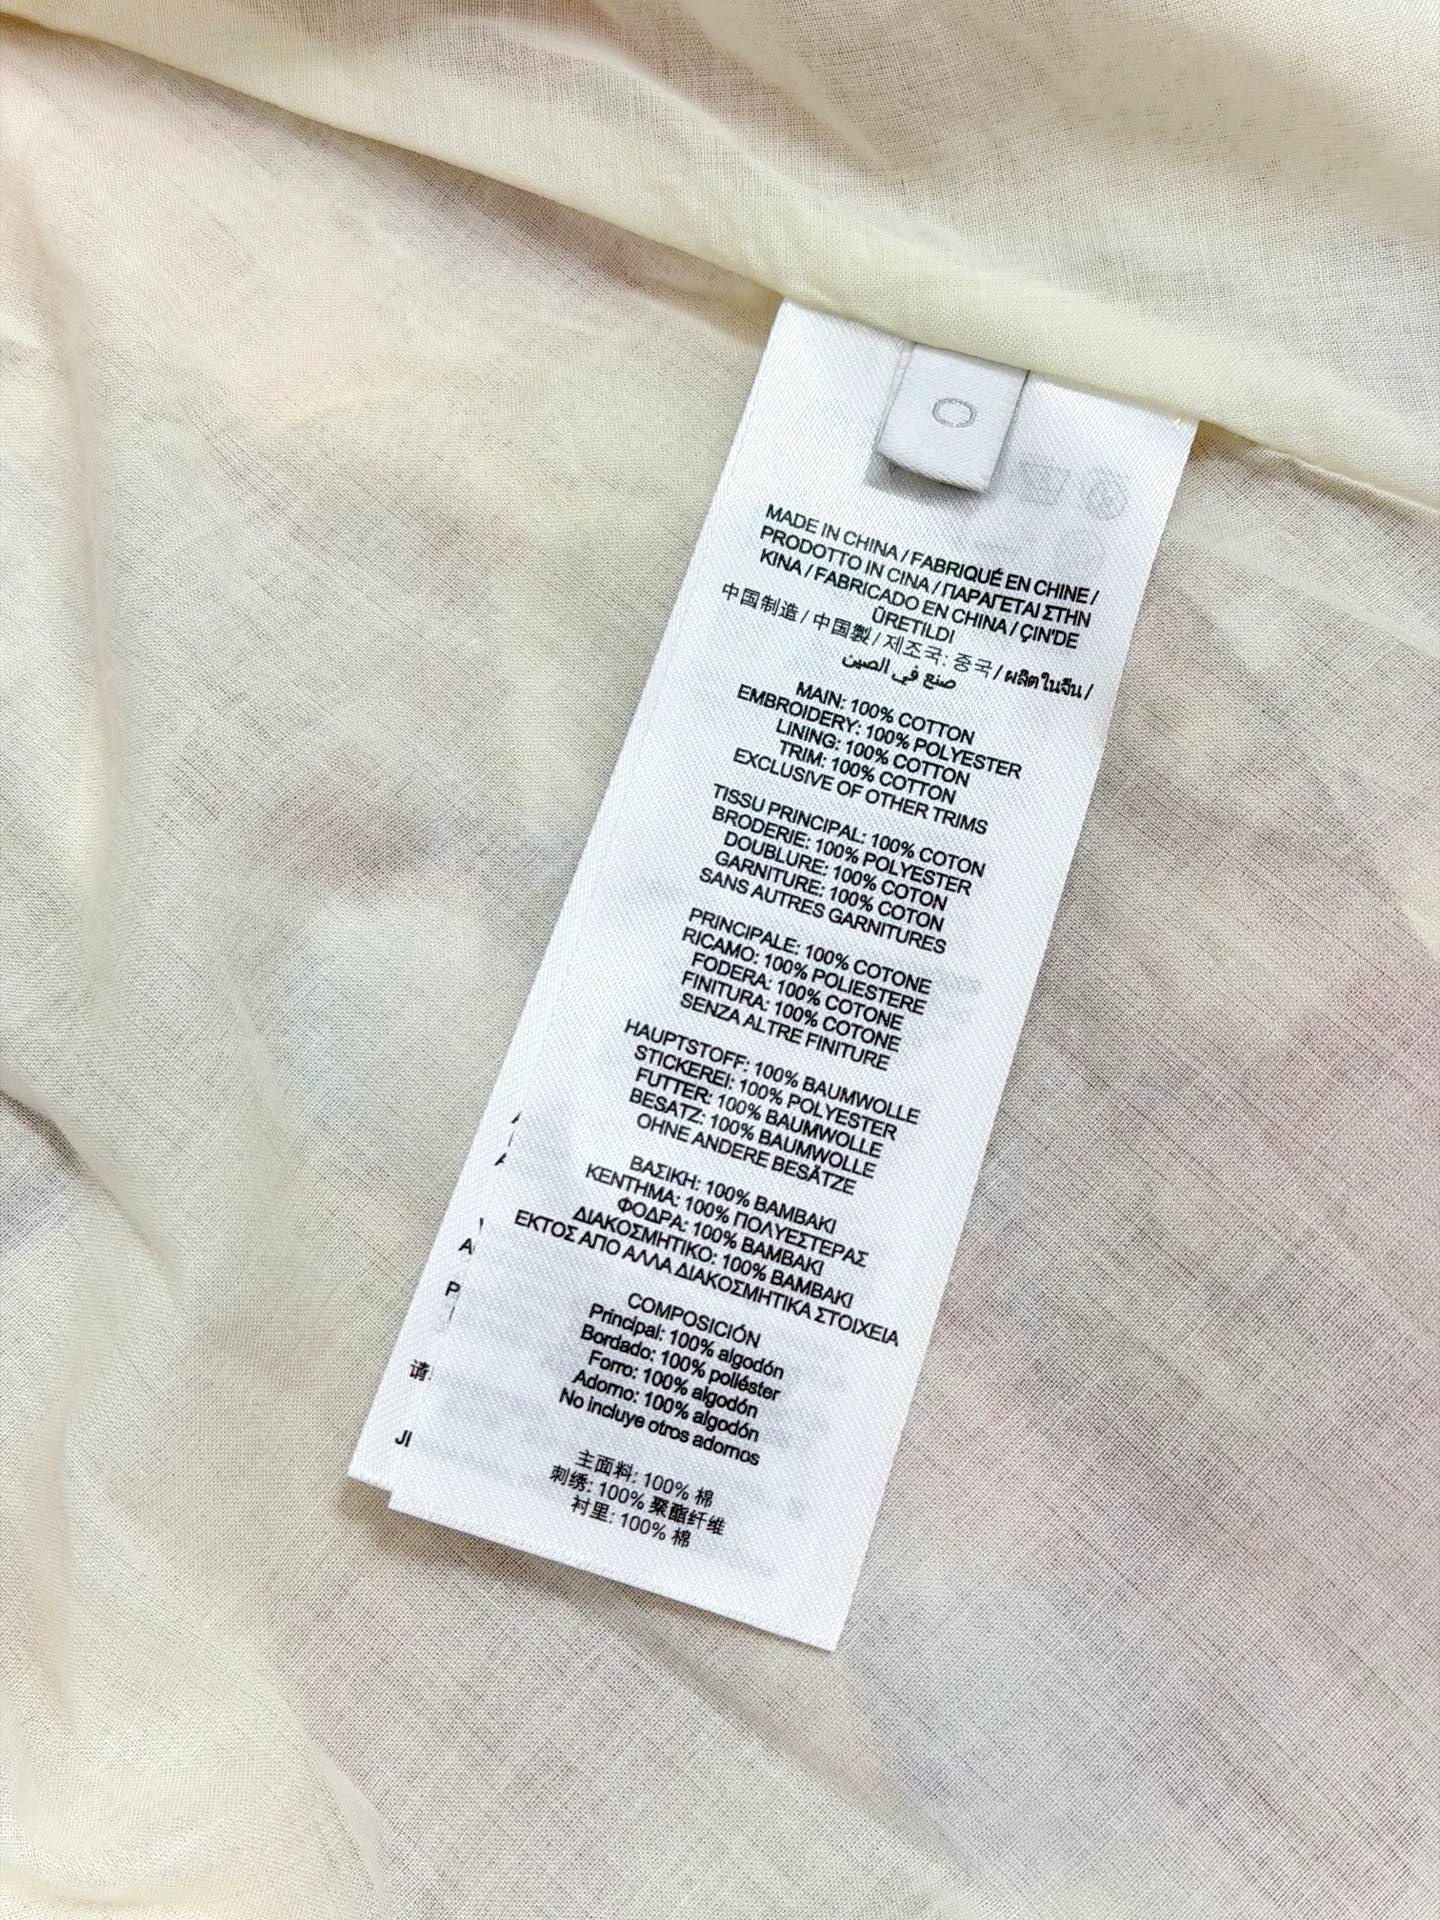 O
MADE IN CHINA / FABRIQUÉ EN CHINE /
PRODOTTO IN CINA / ΠΑΡΑΓΕΤΑΙ ΣΤΗΝ
ΚΙΝΑ / FABRICADO EN CHINA / ÇIN'DE
ÜRETILDI
中国制造 / 中国製 / 제조국: 중국 / ผลิตในจีน /
صنع في الصين
MAIN: 100% COTTON
EMBROIDERY: 100% POLYESTER
LINING: 100% COTTON
TRIM: 100% COTTON
EXCLUSIVE OF OTHER TRIMS
TISSU PRINCIPAL: 100% COTON
BRODERIE: 100% POLYESTER
DOUBLURE: 100% COTON
GARNITURE: 100% COTON
SANS AUTRES GARNITURES
PRINCIPALE: 100% COTONE
RICAMO: 100% POLIESTERE
FODERA: 100% COTONE
FINITURA: 100% COTONE
SENZA ALTRE FINITURE
HAUPTSTOFF: 100% BAUMWOLLE
STICKEREI: 100% POLYESTER
FUTTER: 100% BAUMWOLLE
BESATZ: 100% BAUMWOLLE
OHNE ANDERE BESÄTZE
ΒΑΣΙΚΗ: 100% ΒΑΜΒΑΚΙ
ΚΕΝΤΗΜΑ: 100% ΠΟΛΥΕΣΤΕΡΑΣ
ΦΟΔΡΑ: 100% ΒΑΜΒΑΚΙ
ΔΙΑΚΟΣΜΗΤΙΚΟ: 100% ΒΑΜΒΑΚΙ
ΕΚΤΟΣ ΑΠΟ ΑΛΛΑ ΔΙΑΚΟΣΜΗΤΙΚΑ ΣΤΟΙΧΕΙΑ
COMPOSICIÓN
Principal: 100% algodón
Bordado: 100% poliéster
Forro: 100% algodón
Adorno: 100% algodón
No incluye otros adornos
主面料: 100% 棉
刺绣: 100% 聚酯纤维
衬里: 100% 棉
请